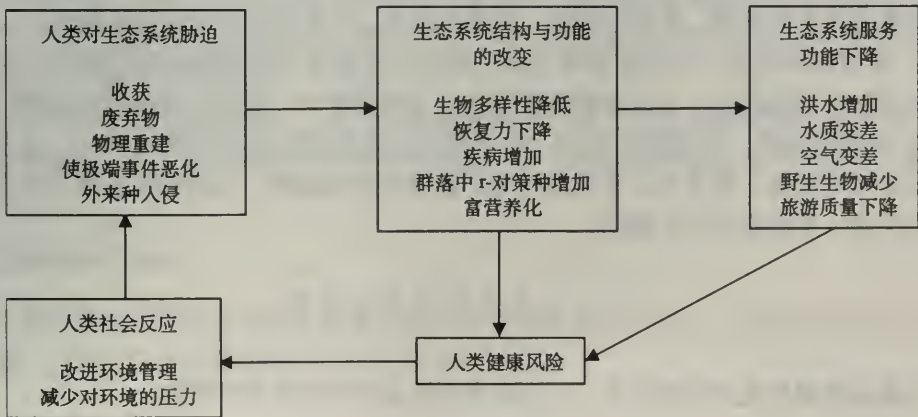 人类对生态系统胁迫
收获
废弃物
物理重建
使极端事件恶化
外来种人侵
生态系统结构与功能
的改变
生物多样性降低
恢复力下降
疾病增加
群落中 r-对策种增加
富营养化
生态系统服务
功能下降
洪水增加
水质变差
空气变差
野生生物减少
旅游质量下降
人类社会反应
改进环境管理
减少对环境的压力
人类健康风险